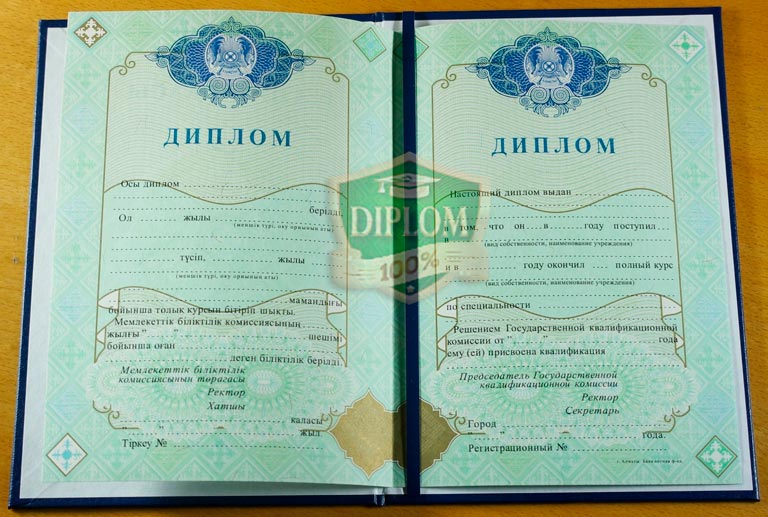 ДИПЛОМ
Осы диплом
берілді,
Ол жылы
(меншік түрі, оқу орнының аты)
түсіп, жылы
(меншік түрі, оқу орнының аты)
мамандығы
бойынша толық курсын бітіріп шықты.
Мемлекеттік біліктілік комиссиясының
жылғы " " шешімі
бойынша оған
деген біліктілік берілді.
Мемлекеттік біліктілік
комиссиясының төрағасы
Ректор
Хатшы
қаласы
жыл.
Тіркеу №
ДИПЛОМ
Настоящий диплом выдан
в том, что он в году поступил
в
(вид собственности, наименование учреждения)
и в году окончил полный курс
(вид собственности, наименование учреждения)
по специальности
Решением Государственной квалификационной
комиссии от " " года
ему (ей) присвоена квалификация
Председатель Государственной
квалификационной комиссии
Ректор
Секретарь
Город
" " года.
Регистрационный №
DIPLOM
100%